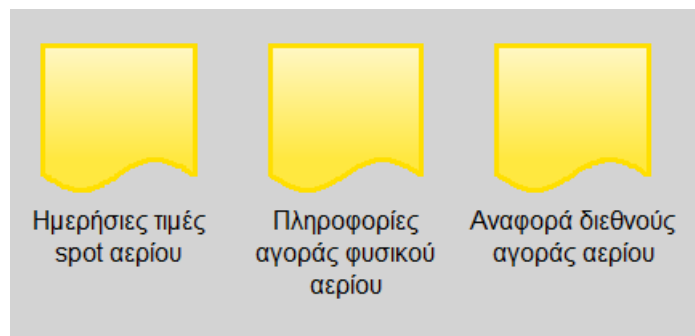 Ημερήσιες τιμές
spot αερίου
Πληροφορίες
αγοράς φυσικού
αερίου
Αναφορά διεθνούς
αγοράς αερίου